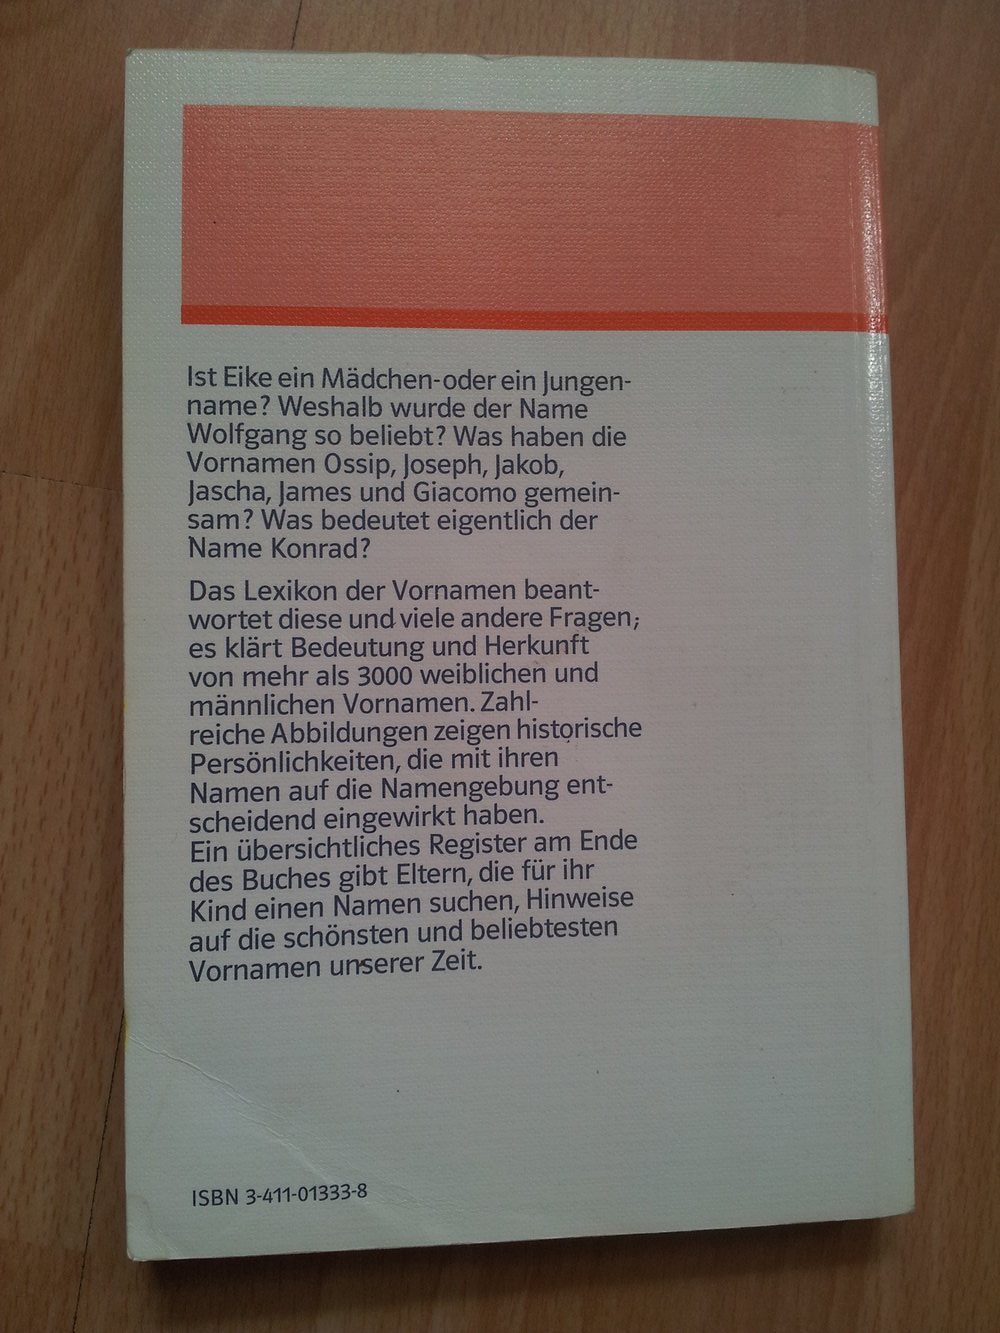 Ist Eike ein Mädchen- oder ein Jungen-
name? Weshalb wurde der Name
Wolfgang so beliebt? Was haben die
Vornamen Ossip, Joseph, Jakob,
Jascha, James und Giacomo gemein-
sam? Was bedeutet eigentlich der
Name Konrad?
Das Lexikon der Vornamen beant-
wortet diese und viele andere Fragen;
es klärt Bedeutung und Herkunft
von mehr als 3000 weiblichen und
männlichen Vornamen. Zahl-
reiche Abbildungen zeigen historische
Persönlichkeiten, die mit ihren
Namen auf die Namengebung ent-
scheidend eingewirkt haben.
Ein übersichtliches Register am Ende
des Buches gibt Eltern, die für ihr
Kind einen Namen suchen, Hinweise
auf die schönsten und beliebtesten
Vornamen unserer Zeit.
ISBN 3-411-01333-8